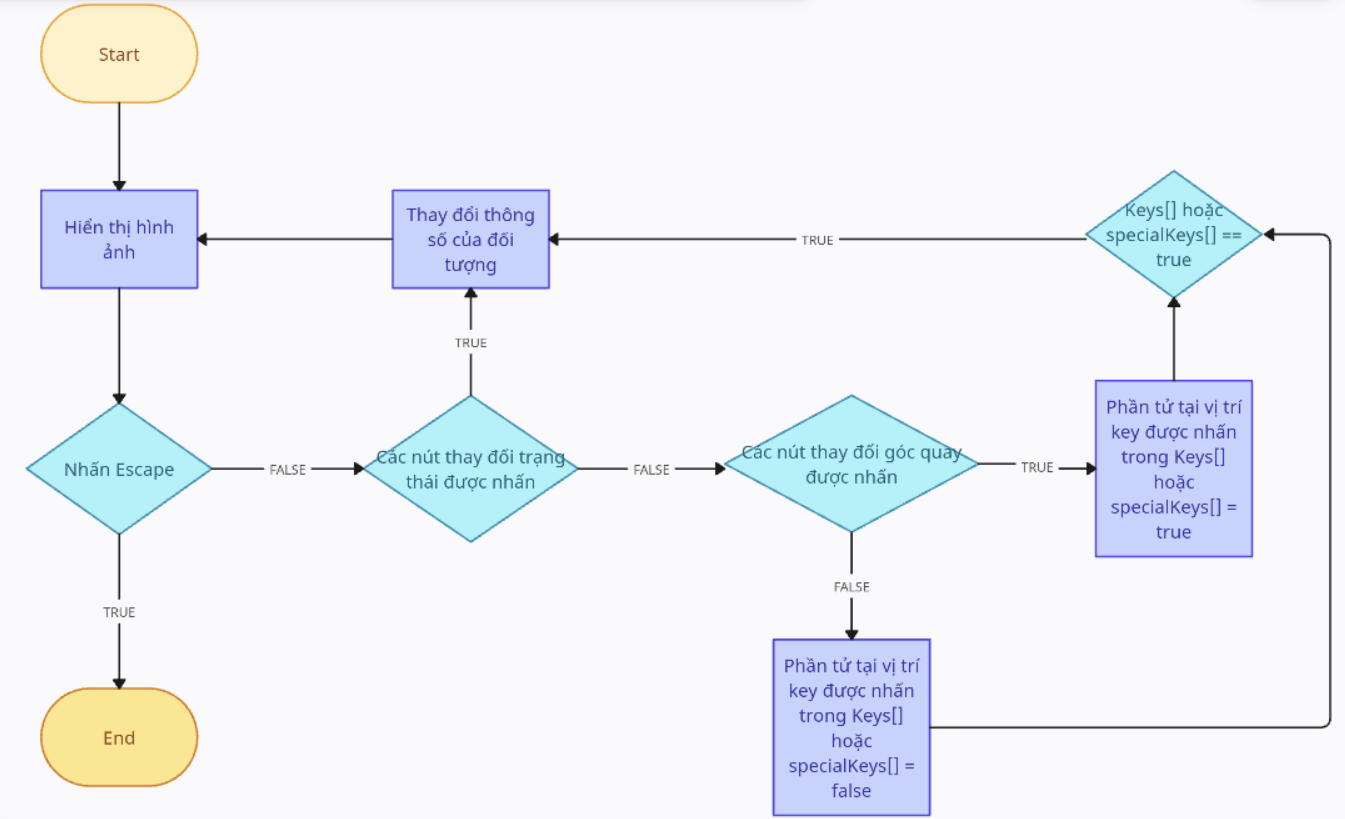 Start
Hiển thị hình
ảnh
Thay đổi thông
số của đối
tượng
TRUE
Keys[] hoặc
specialKeys[] ==
true
TRUE
Nhấn Escape
FALSE
Các nút thay đổi trạng
thái được nhấn
FALSE
Các nút thay đổi góc quay
được nhấn
TRUE
Phần tử tại vị trí
key được nhấn
trong Keys[]
hoặc
specialKeys[] =
true
TRUE
FALSE
End
Phần tử tại vị trí
key được nhấn
trong Keys[]
hoặc
specialKeys[] =
false